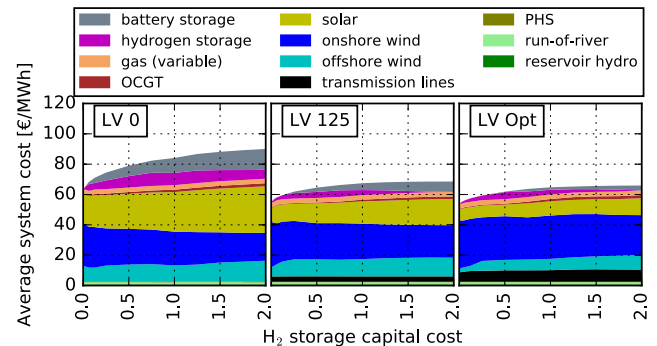 battery storage solar PHS
hydrogen storage onshore wind run-of-river
gas (variable) offshore wind reservoir hydro
OCGT transmission lines
Average system cost [€/MWh]
120
100
80
60
40
20
0
LV 0 LV 125 LV Opt
0.0 0.5 1.0 1.5 2.0 0.5 1.0 1.5 2.0 0.5 1.0 1.5 2.0
H₂ storage capital cost